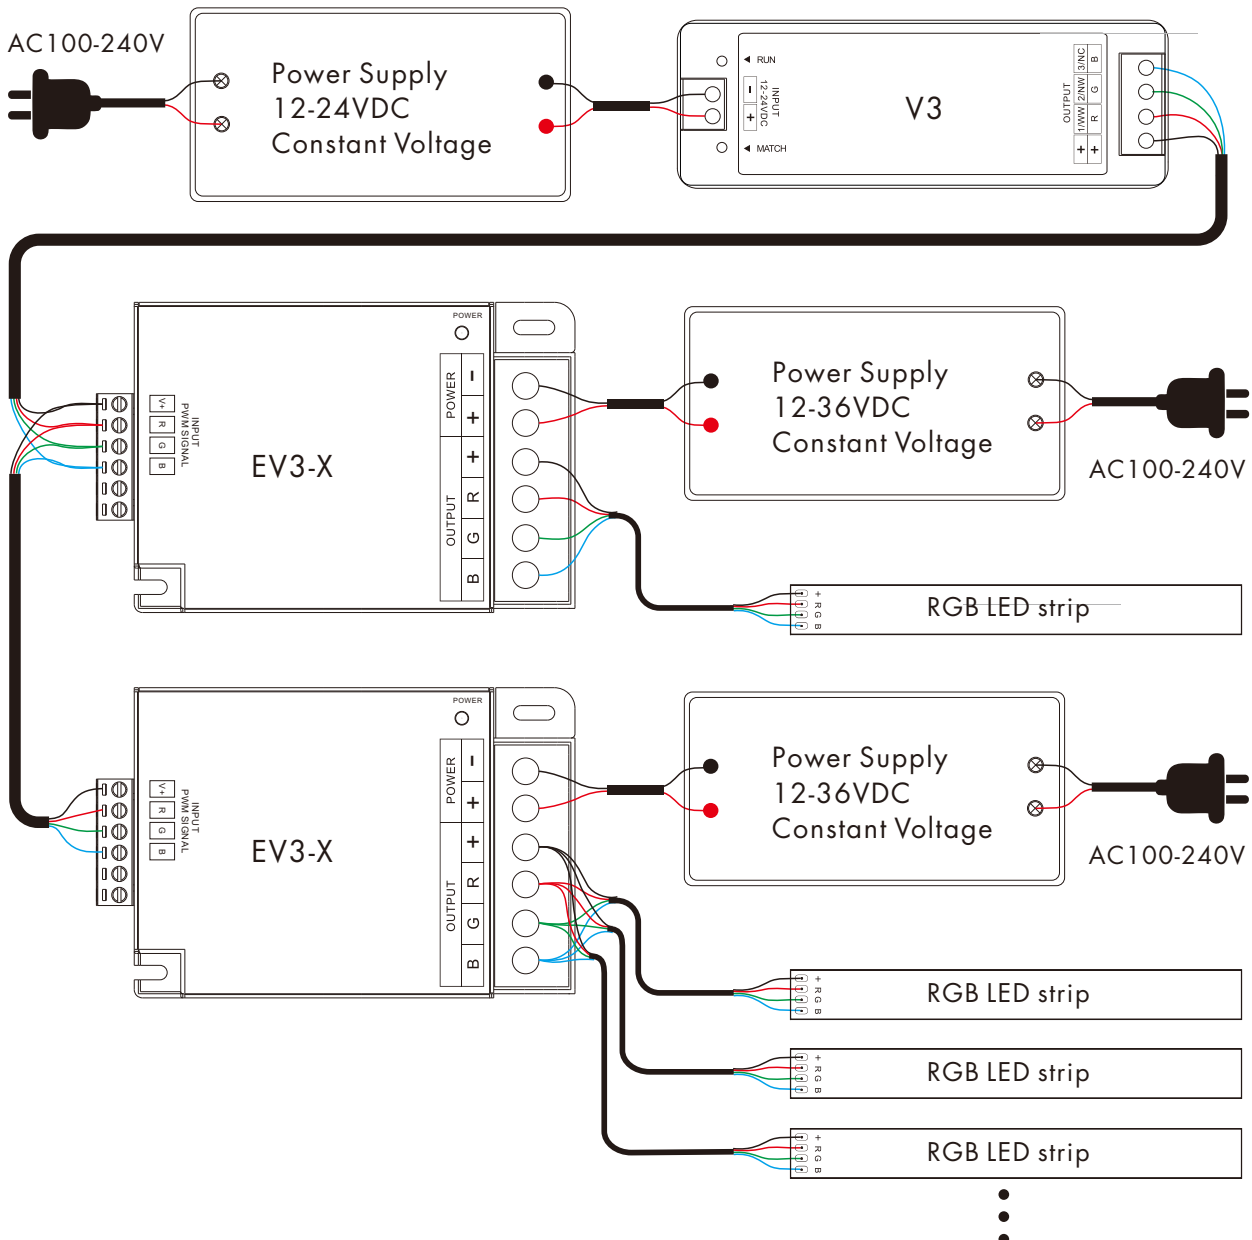 AC100-240V
Power Supply
12-24VDC
Constant Voltage
RUN
INPUT
12-24VDC
- +
MATCH
V3
OUTPUT
+ 1/WW 2/NW 3/NC
+ R G B
POWER
V+
R
G
B
INPUT
PWM SIGNAL
EV3-X
POWER
OUTPUT
-
+
+
R
G
B
Power Supply
12-36VDC
Constant Voltage
AC100-240V
+
R
G
B
RGB LED strip
POWER
V+
R
G
B
INPUT
PWM SIGNAL
EV3-X
POWER
OUTPUT
-
+
+
R
G
B
Power Supply
12-36VDC
Constant Voltage
AC100-240V
+
R
G
B
RGB LED strip
+
R
G
B
RGB LED strip
+
R
G
B
RGB LED strip